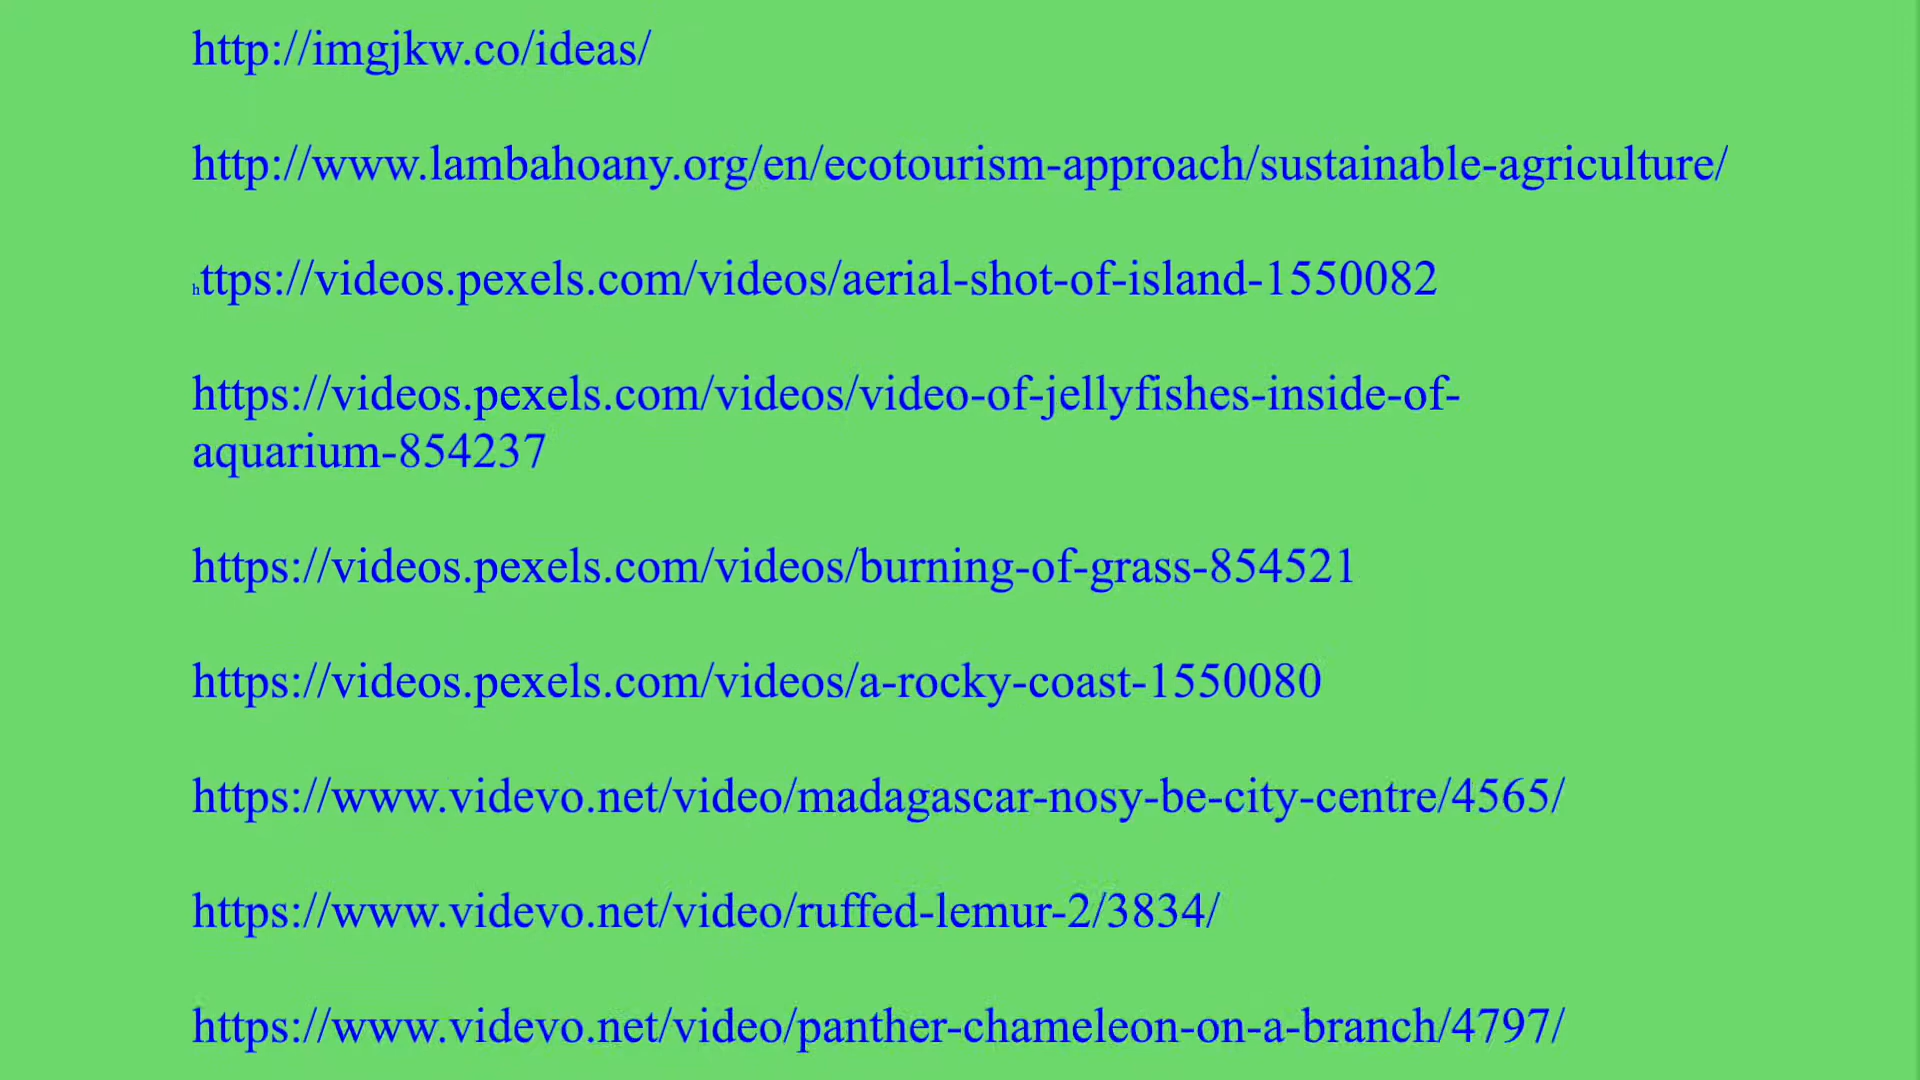 http://imgjkw.co/ideas/
http://www.lambahoany.org/en/ecotourism-approach/sustainable-agriculture/
https://videos.pexels.com/videos/aerial-shot-of-island-1550082
https://videos.pexels.com/videos/video-of-jellyfishes-inside-of-
aquarium-854237
https://videos.pexels.com/videos/burning-of-grass-854521
https://videos.pexels.com/videos/a-rocky-coast-1550080
https://www.videvo.net/video/madagascar-nosy-be-city-centre/4565/
https://www.videvo.net/video/ruffed-lemur-2/3834/
https://www.videvo.net/video/panther-chameleon-on-a-branch/4797/